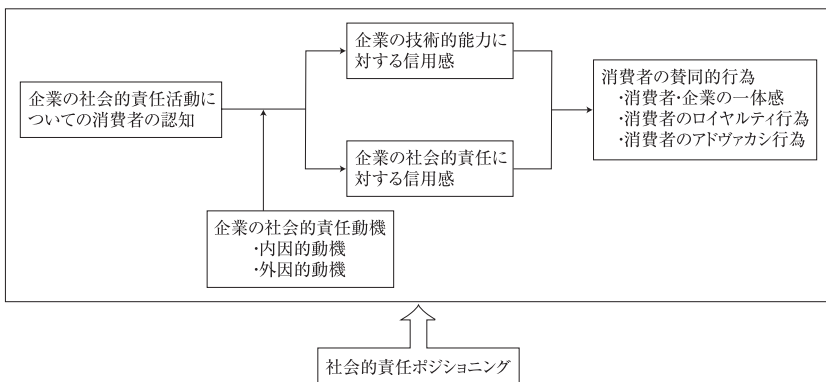 企業の技術的能力に
対する信用感
消費者の賛同的行為
・消費者・企業の一体感
・消費者のロイヤルティ行為
・消費者のアドヴァカシ行為
企業の社会的責任活動に
ついての消費者の認知
企業の社会的責任に
対する信用感
企業の社会的責任動機
・内因的動機
・外因的動機
社会的責任ポジショニング